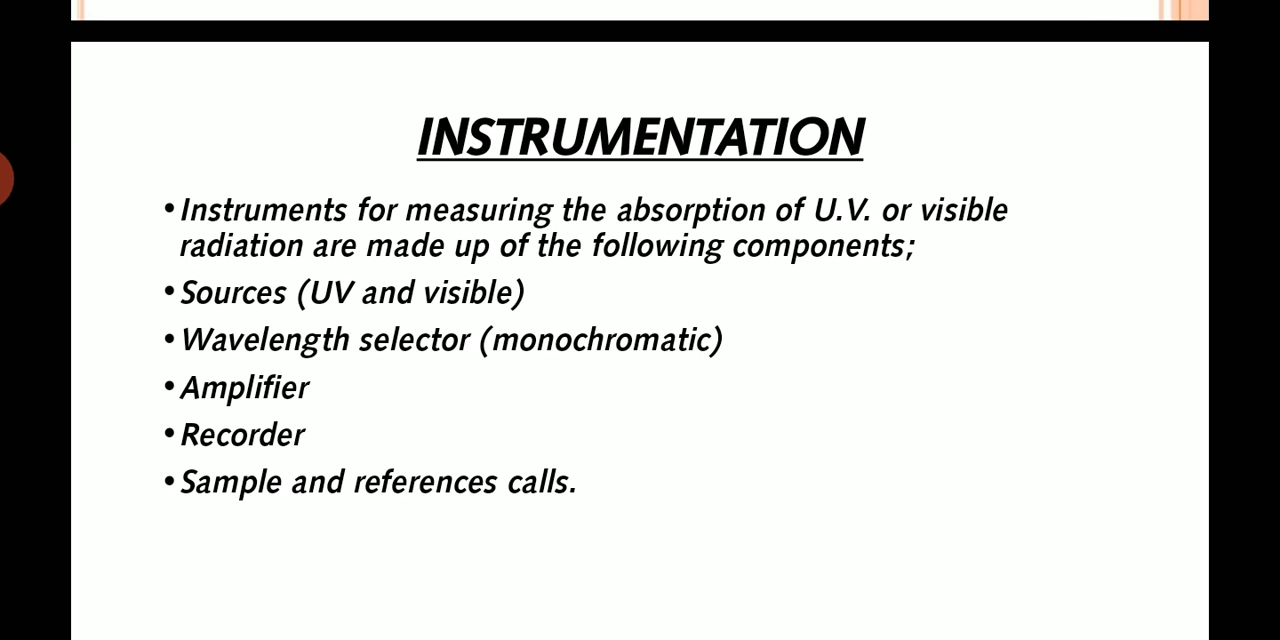 INSTRUMENTATION
•Instruments for measuring the absorption of U.V. or visible
radiation are made up of the following components;
•Sources (UV and visible)
•Wavelength selector (monochromatic)
•Amplifier
•Recorder
•Sample and references calls.